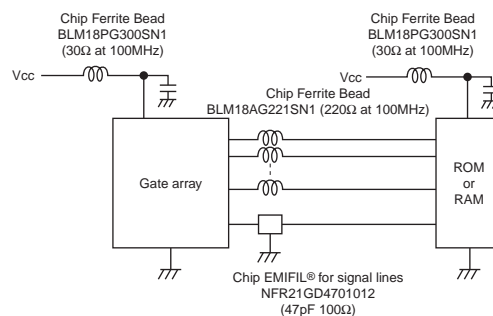 Chip Ferrite Bead
BLM18PG300SN1
(30Ω at 100MHz)
Chip Ferrite Bead
BLM18PG300SN1
(30Ω at 100MHz)
Vcc
Vcc
Chip Ferrite Bead
BLM18AG221SN1 (220Ω at 100MHz)
Gate array
ROM
or
RAM
Chip EMIFIL® for signal lines
NFR21GD4701012
(47pF 100Ω)